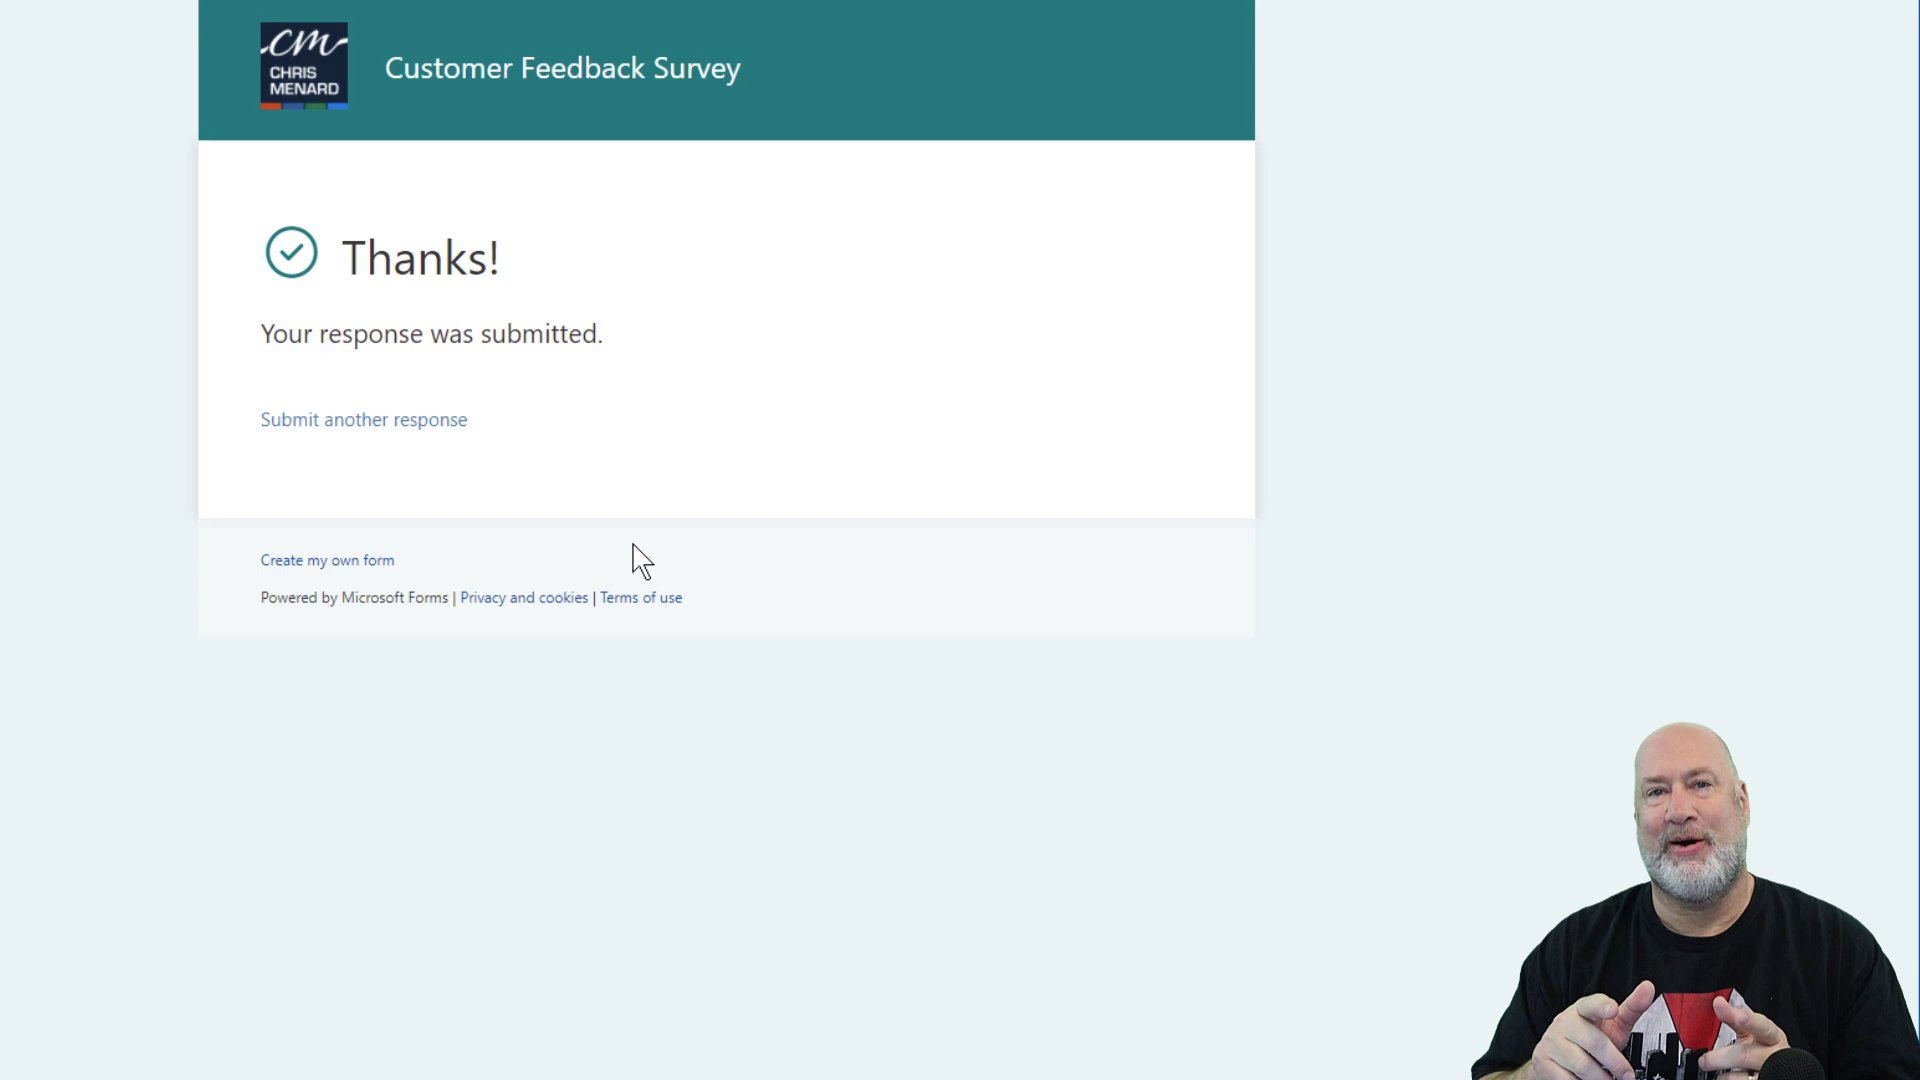 cm
CHRIS
MENARD
Customer Feedback Survey
Thanks!
Your response was submitted.
Submit another response
Create my own form
Powered by Microsoft Forms | Privacy and cookies | Terms of use